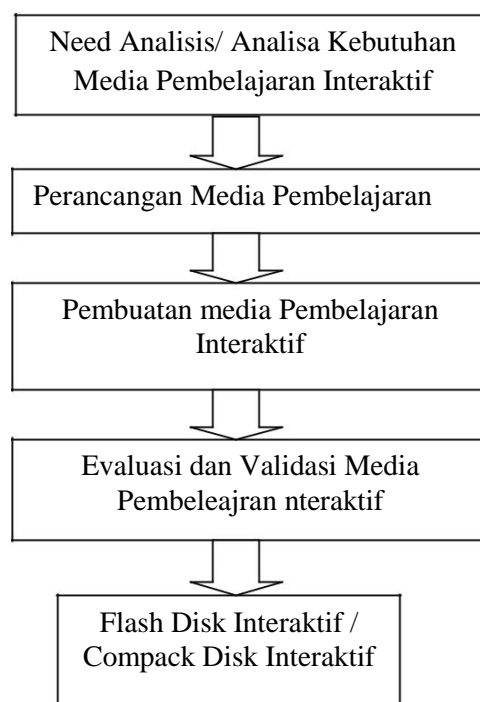 Need Analisis/ Analisa Kebutuhan
Media Pembelajaran Interaktif
Perancangan Media Pembelajaran
Pembuatan media Pembelajaran
Interaktif
Evaluasi dan Validasi Media
Pembeleajran nteraktif
Flash Disk Interaktif /
Compack Disk Interaktif